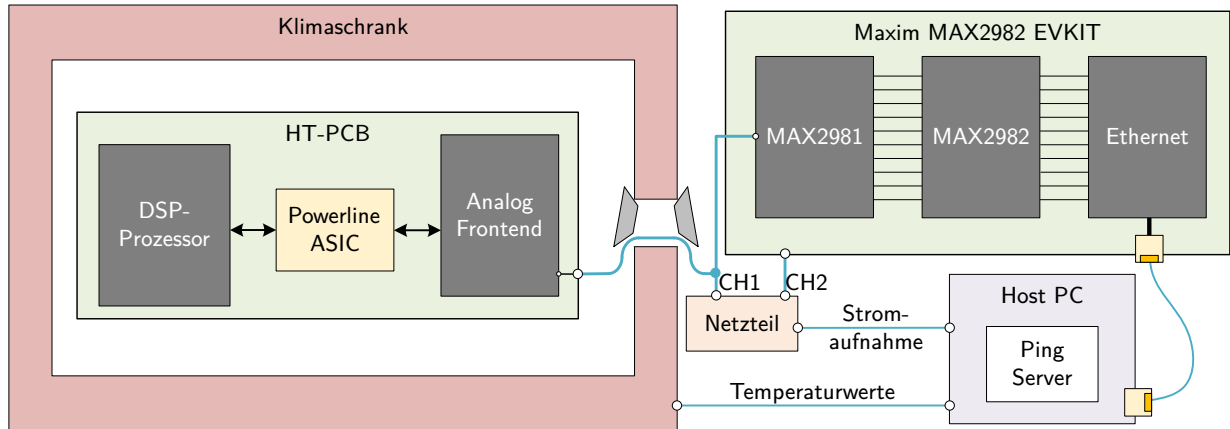 Klimaschrank
HT-PCB
DSP-
Prozessor
Powerline
ASIC
Analog
Frontend
Maxim MAX2982 EVKIT
MAX2981
MAX2982
Ethernet
CH1
CH2
Netzteil
Strom-
aufnahme
Temperaturwerte
Host PC
Ping
Server